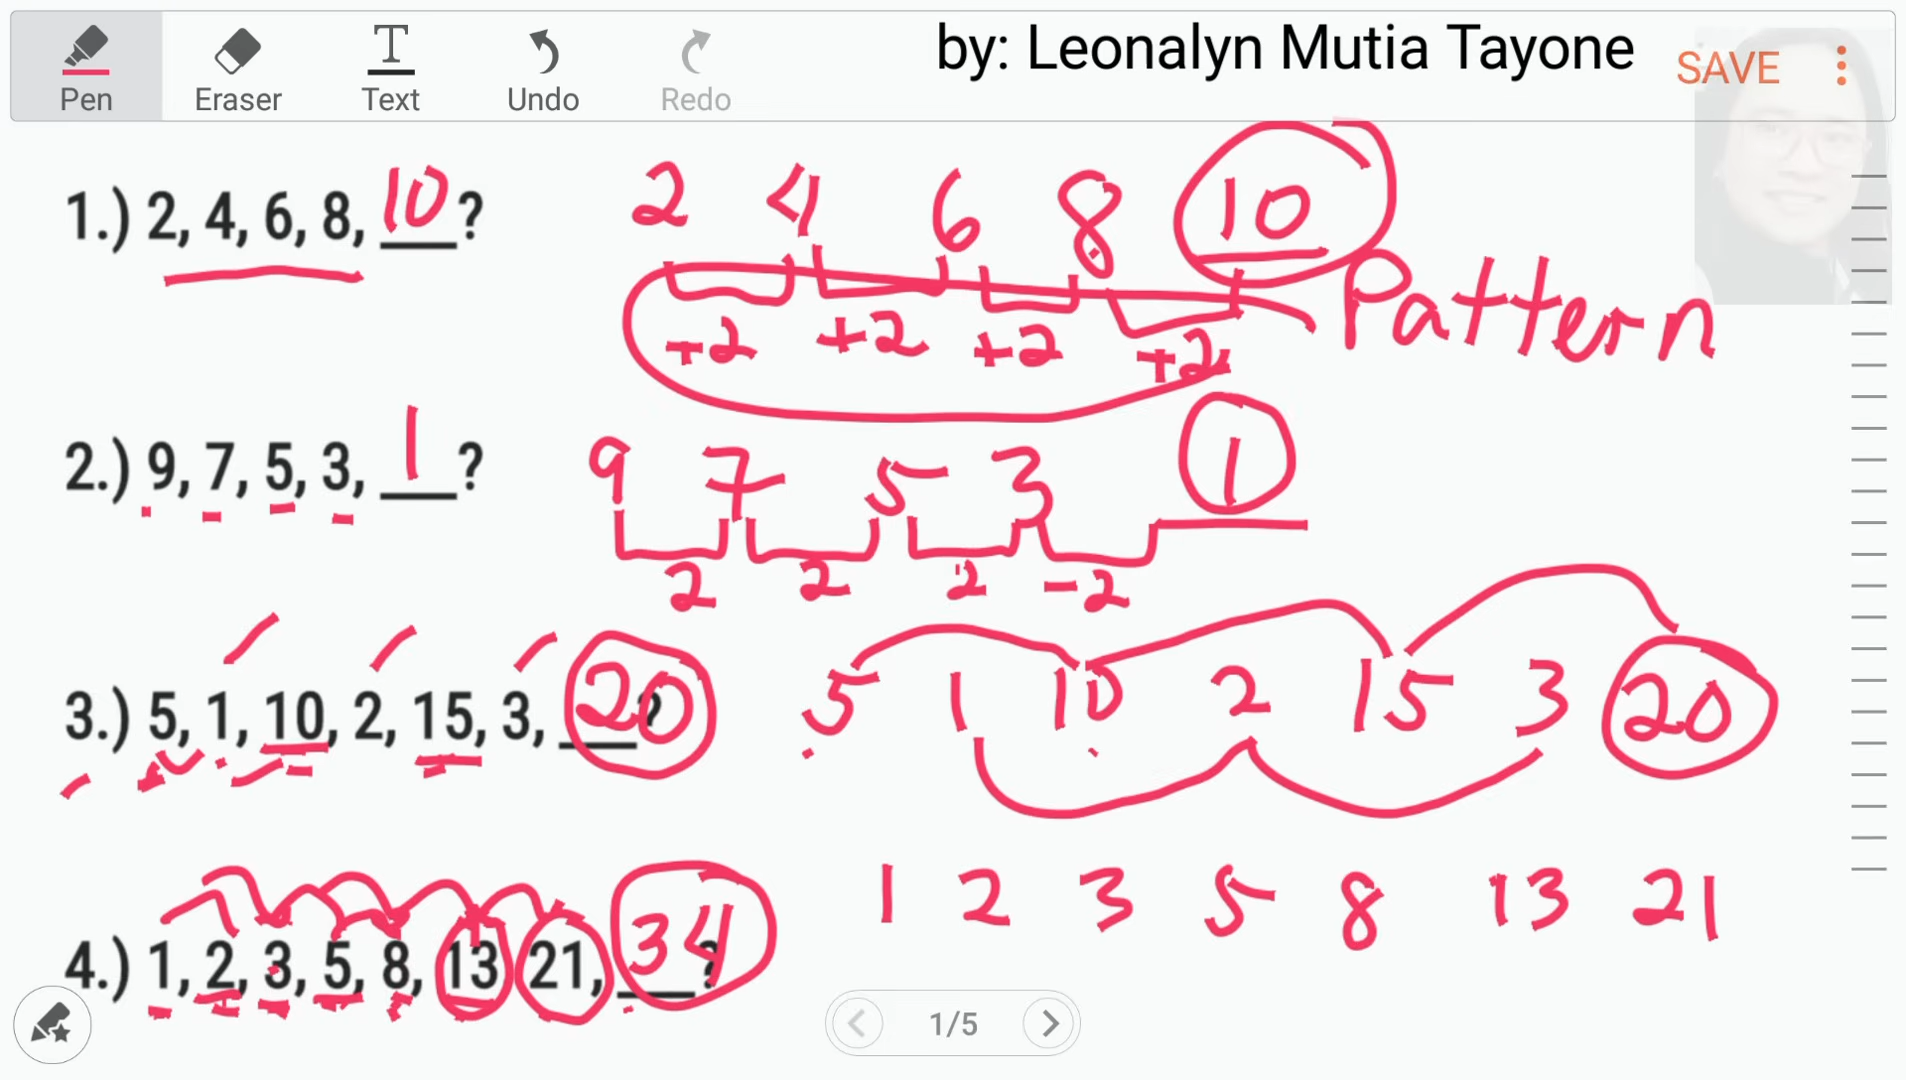 Pen Eraser Text Undo Redo by: Leonalyn Mutia Tayone SAVE
1.) 2, 4, 6, 8, 10 ?
2 4 6 8 10
+2 +2 +2 +2
Pattern
2.) 9, 7, 5, 3, 1 ?
9 7 5 3 1
2 2 2 -2
3.) 5, 1, 10, 2, 15, 3, 20 ?
5 1 10 2 15 3 20
4.) 1, 2, 3, 5, 8, 13 21, 34 ?
1 2 3 5 8 13 21
1/5